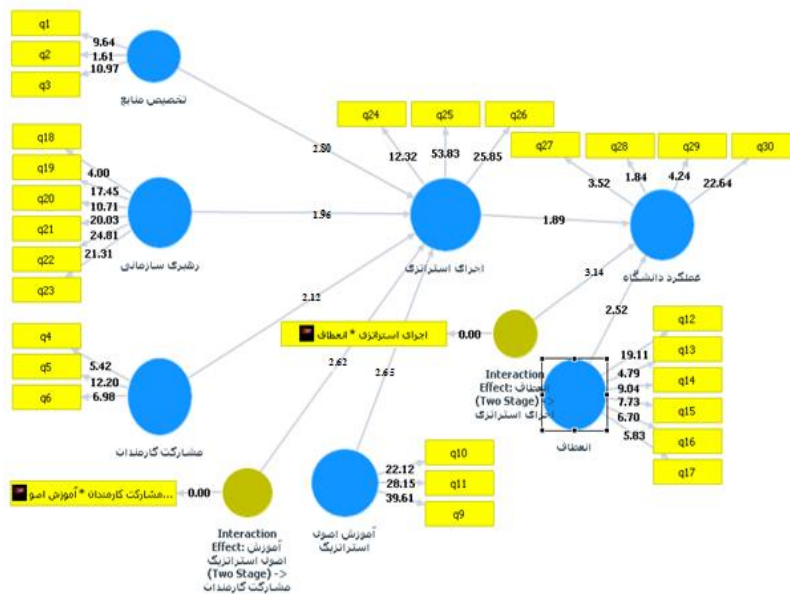 q1
q2
q3
9.64
1.61
10.97
تخصیص منابع
q18
q19
q20
q21
q22
q23
4.00
17.45
10.71
20.03
24.81
21.31
رهبری سازمانی
q4
q5
q6
5.42
12.20
6.98
مشارکت کارمندان
q24
q25
q26
12.32
53.83
25.85
اجرای استراتژی
2.80
1.96
2.12
2.62
2.65
q27
q28
q29
q30
3.52
1.84
4.24
22.64
عملکرد دانشگاه
1.89
3.14
2.52
اجرای استراتژی * انعطاف
0.00
Interaction
Effect: انعطاف
(Two Stage) ->
اجرای استراتژی
q12
q13
q14
q15
q16
q17
19.11
4.79
9.04
7.73
6.70
5.83
انعطاف
q10
q11
q9
22.12
28.15
39.61
آموزش اصول
استراتژیک
...مشارکت کارمندان * آموزش اصو
0.00
Interaction
Effect: آموزش
اصول استراتژیک
(Two Stage) ->
مشارکت کارمندان